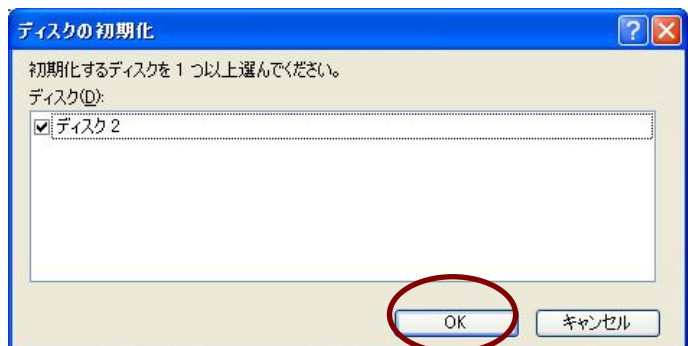 ディスクの初期化
初期化するディスクを 1 つ以上選んでください。
ディスク(D):
ディスク 2
OK キャンセル